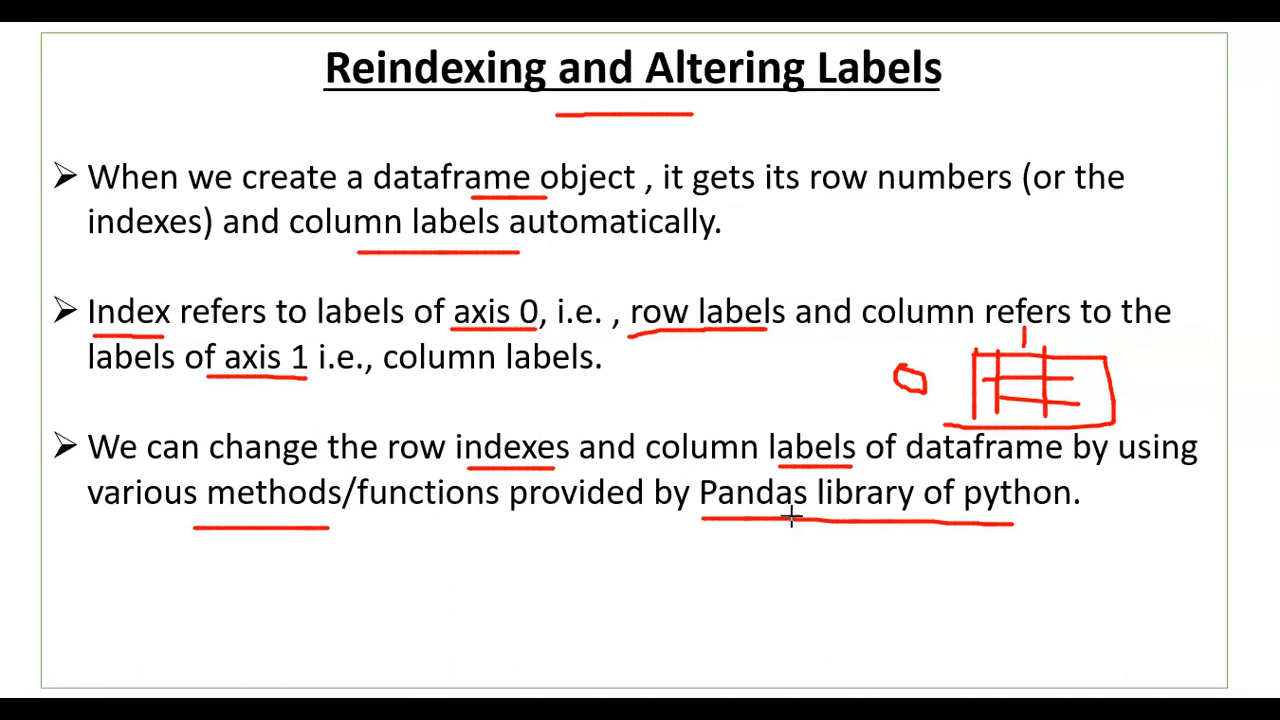 Reindexing and Altering Labels
➢ When we create a dataframe object , it gets its row numbers (or the
indexes) and column labels automatically.
➢ Index refers to labels of axis 0, i.e. , row labels and column refers to the
labels of axis 1 i.e., column labels.
1
0
➢ We can change the row indexes and column labels of dataframe by using
various methods/functions provided by Pandas library of python.